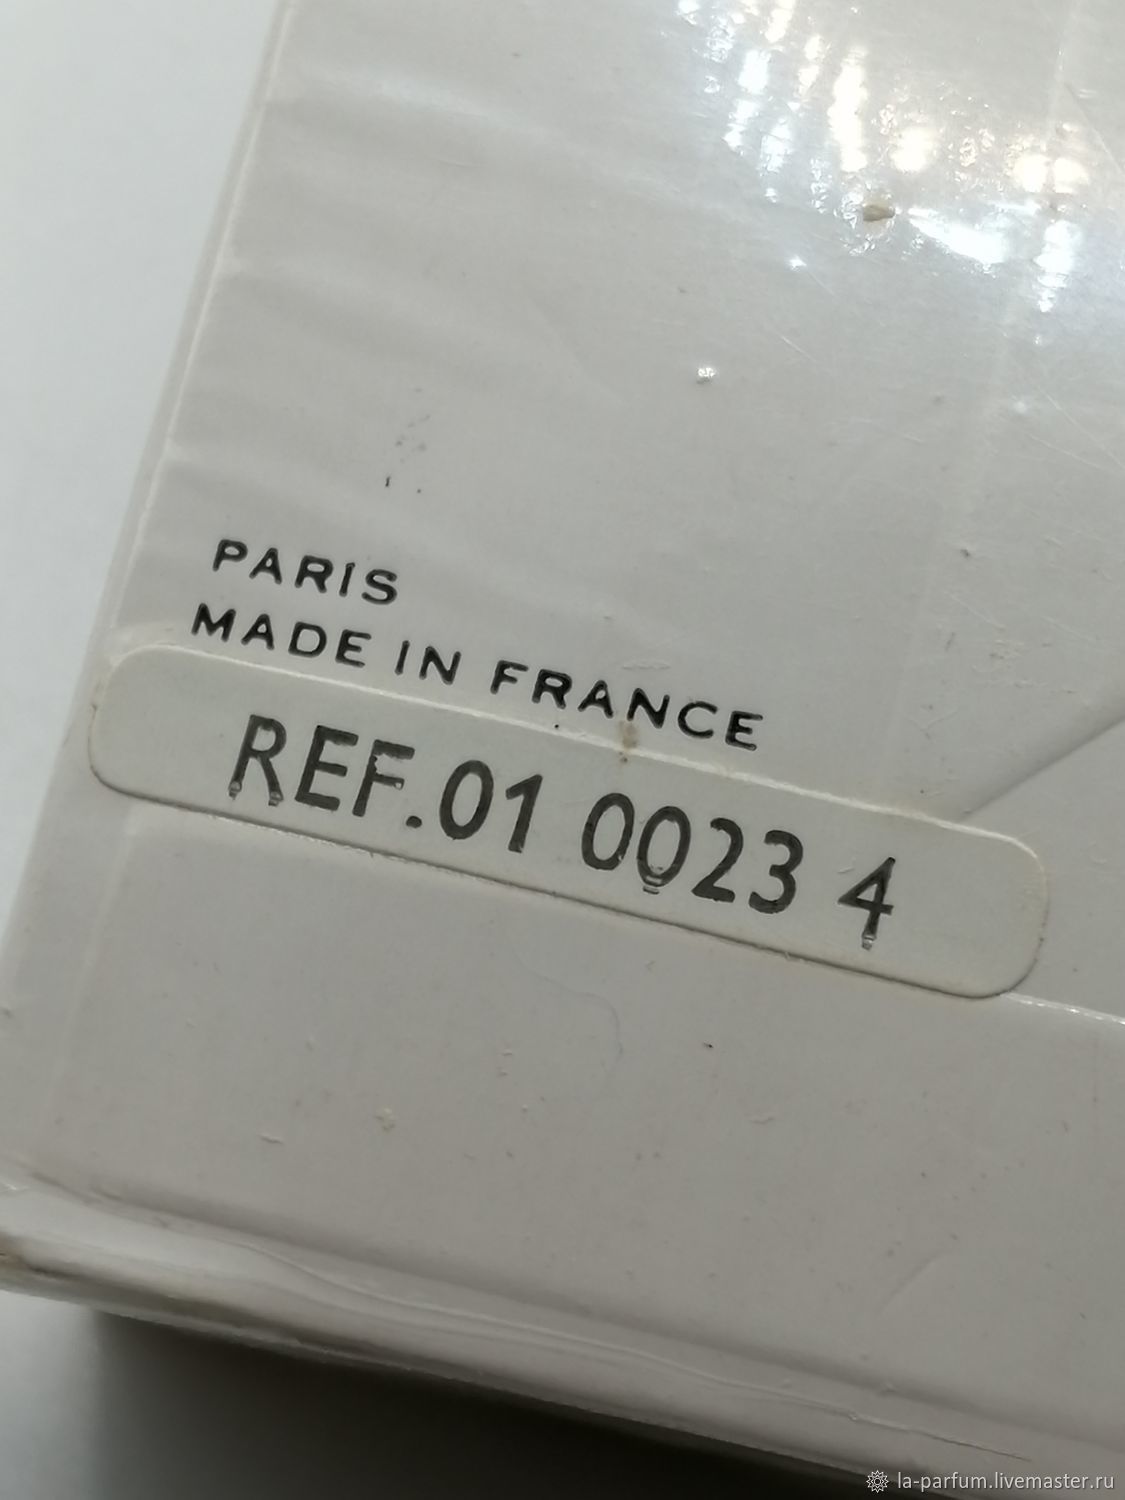 PARIS
MADE IN FRANCE
REF.01 0023 4
la-parfum.livemaster.ru